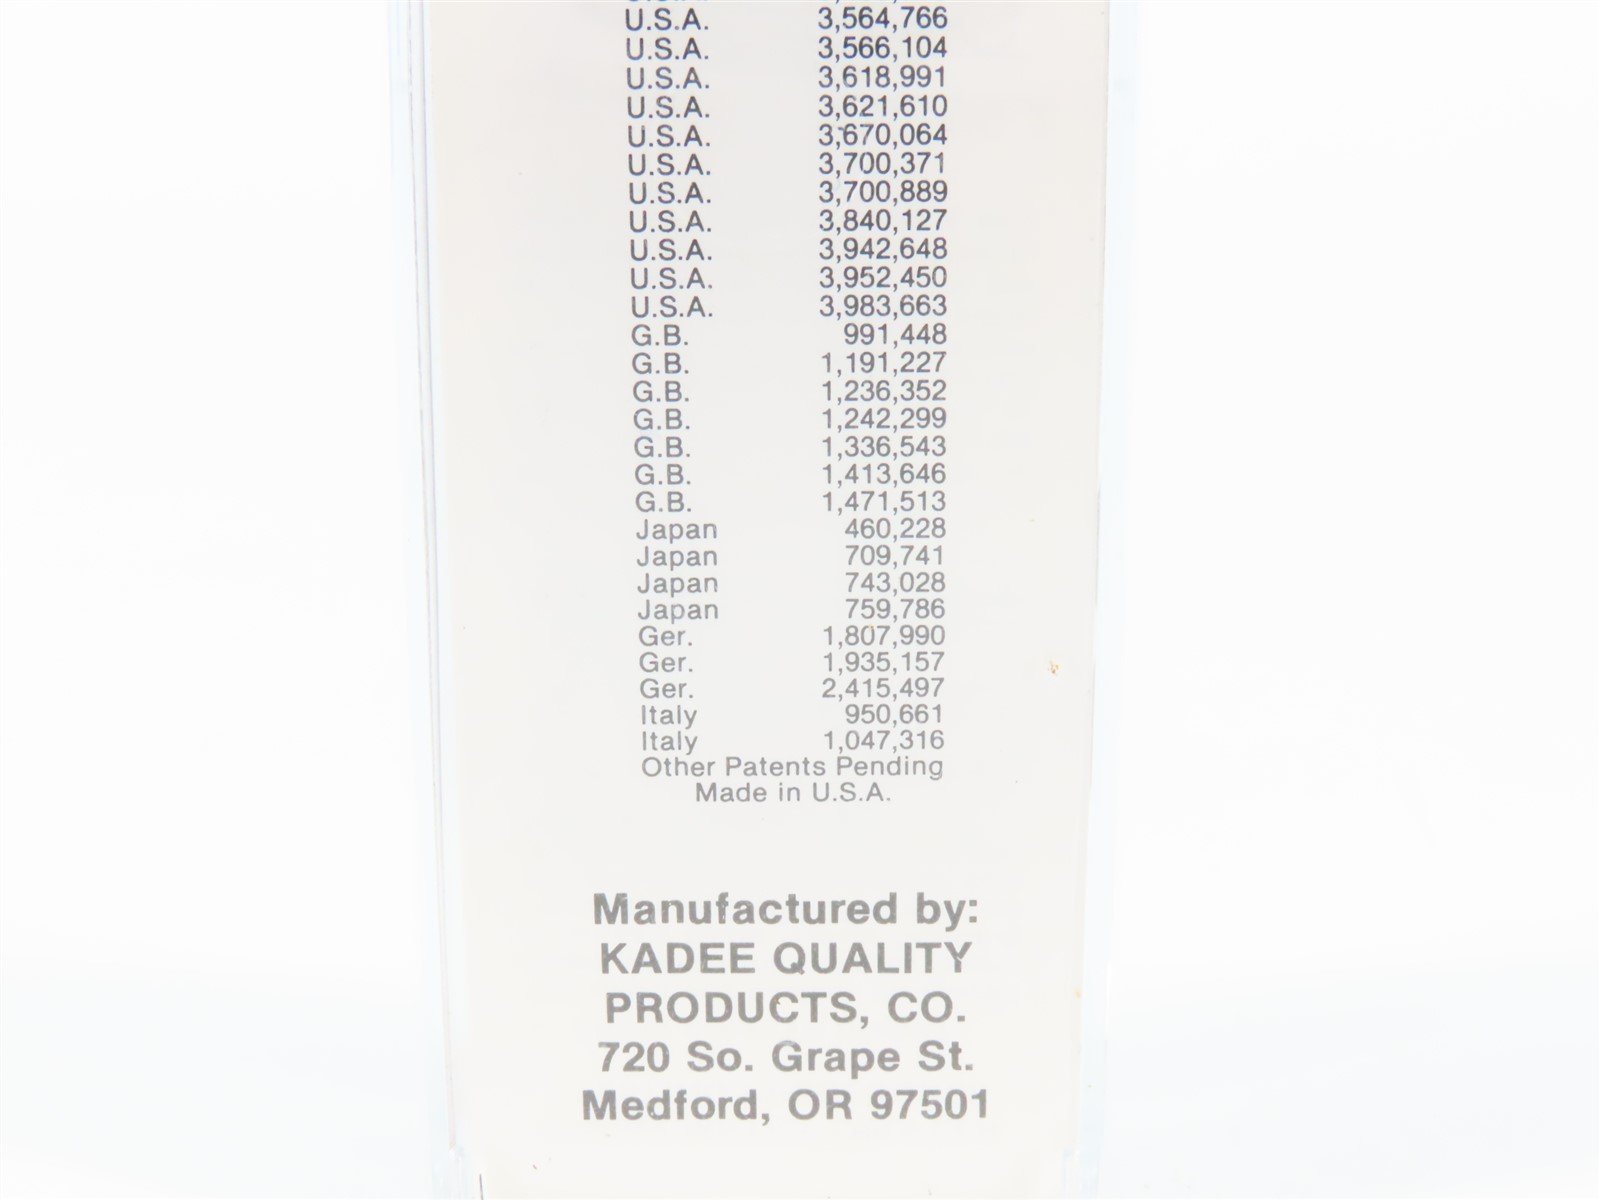 U.S.A. 3,564,766
U.S.A. 3,566,104
U.S.A. 3,618,991
U.S.A. 3,621,610
U.S.A. 3,670,064
U.S.A. 3,700,371
U.S.A. 3,700,889
U.S.A. 3,840,127
U.S.A. 3,942,648
U.S.A. 3,952,450
U.S.A. 3,983,663
G.B. 991,448
G.B. 1,191,227
G.B. 1,236,352
G.B. 1,242,299
G.B. 1,336,543
G.B. 1,413,646
G.B. 1,471,513
Japan 460,228
Japan 709,741
Japan 743,028
Japan 759,786
Ger. 1,807,990
Ger. 1,935,157
Ger. 2,415,497
Italy 950,661
Italy 1,047,316
Other Patents Pending
Made in U.S.A.
Manufactured by:
KADEE QUALITY
PRODUCTS, CO.
720 So. Grape St.
Medford, OR 97501